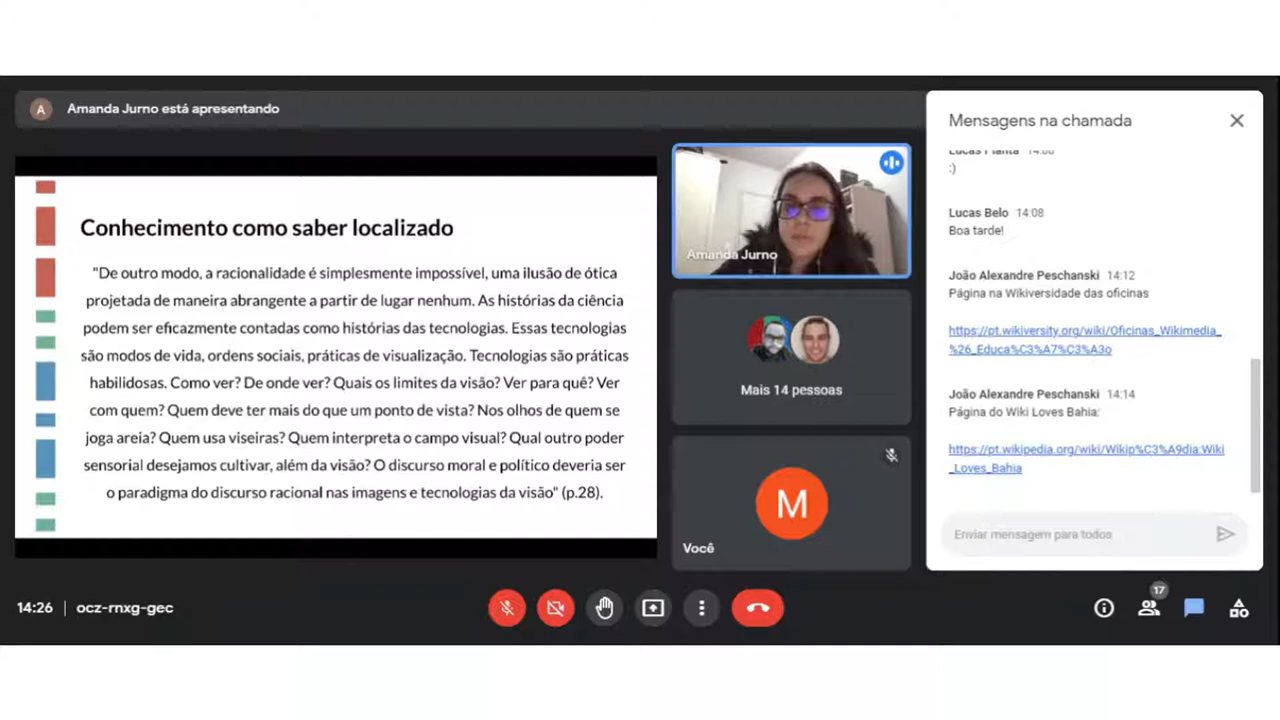 A
Amanda Jurno está apresentando
Conhecimento como saber localizado
"De outro modo, a racionalidade é simplesmente impossível, uma ilusão de ótica
projetada de maneira abrangente a partir de lugar nenhum. As histórias da ciência
podem ser eficazmente contadas como histórias das tecnologias. Essas tecnologias
são modos de vida, ordens sociais, práticas de visualização. Tecnologias são práticas
habilidosas. Como ver? De onde ver? Quais os limites da visão? Ver para quê? Ver
com quem? Quem deve ter mais do que um ponto de vista? Nos olhos de quem se
joga areia? Quem usa viseiras? Quem interpreta o campo visual? Qual outro poder
sensorial desejamos cultivar, além da visão? O discurso moral e político deveria ser
o paradigma do discurso racional nas imagens e tecnologias da visão" (p.28).
Amanda Jurno
Mais 14 pessoas
M
Você
Mensagens na chamada
Lucas
:)
Lucas Belo 14:08
Boa tarde!
João Alexandre Peschanski 14:12
Página na Wikiversidade das oficinas
https://pt.wikiversity.org/wiki/Oficinas_Wikimedia_
%26_Educa%C3%A7%C3%A3o
João Alexandre Peschanski 14:14
Página do Wiki Loves Bahia:
https://pt.wikipedia.org/wiki/Wikip%C3%A9dia:Wiki
_Loves_Bahia
Enviar mensagem para todos
14:26 | ocz-rnxg-gec
17